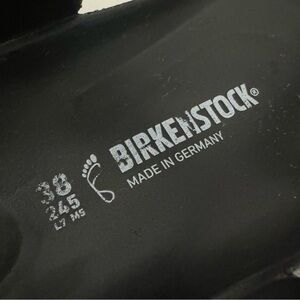 BIRKENSTOCK®
MADE IN GERMANY
38
245
L7 M5